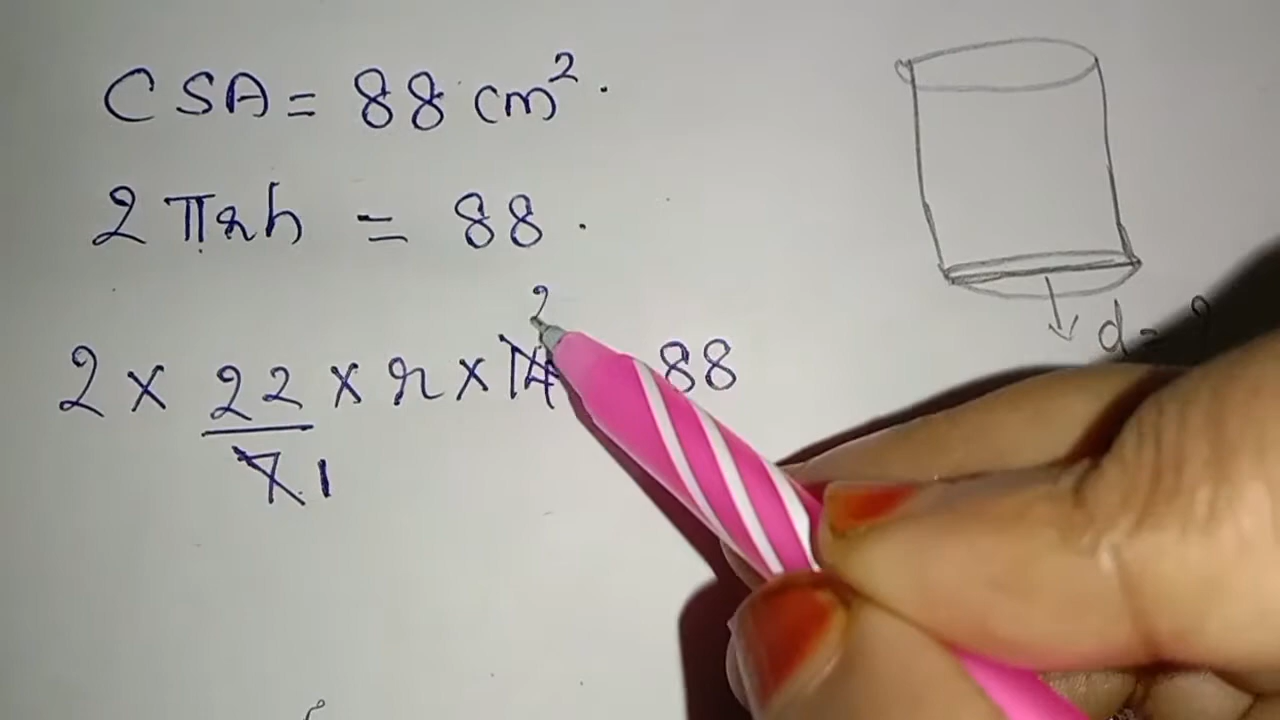 CSA = 88 cm².
2πrh = 88.
2 × 22/7 × r × 14 88
2
1
d = ?